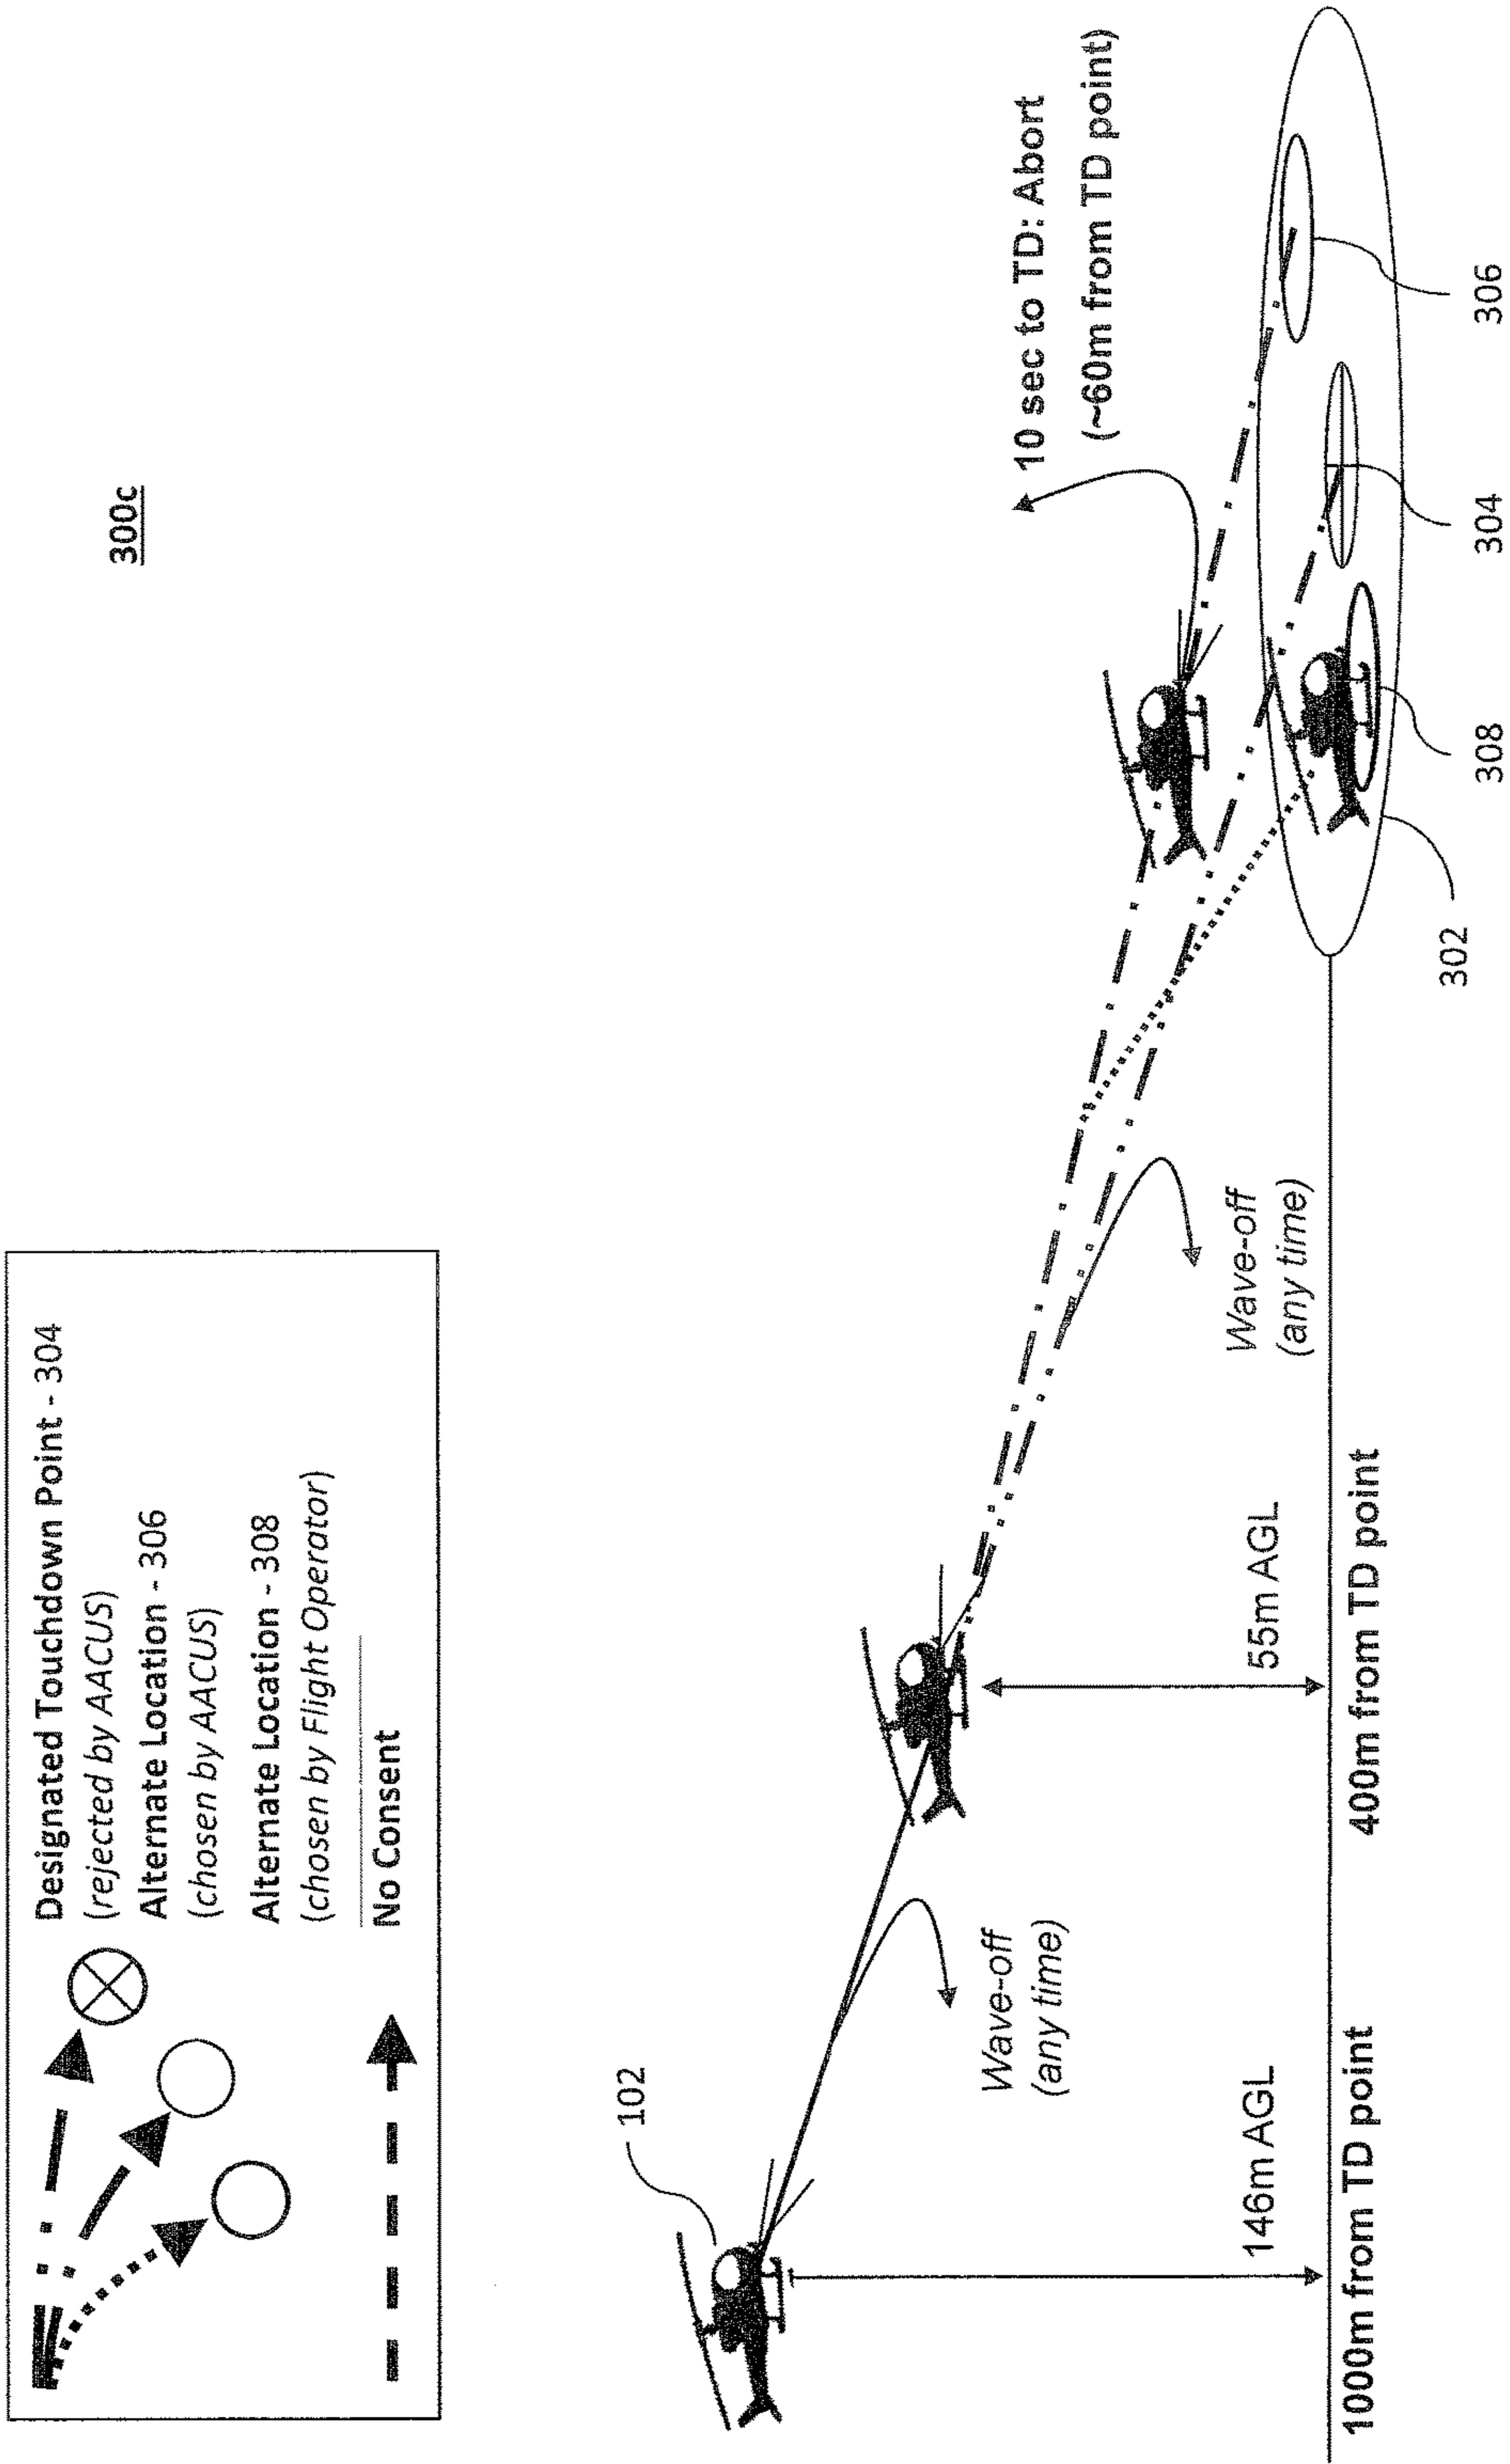 300c
Designated Touchdown Point - 304
(rejected by AACUS)
Alternate Location - 306
(chosen by AACUS)
Alternate Location - 308
(chosen by Flight Operator)
No Consent
102
Wave-off
(any time)
146m AGL
1000m from TD point
55m AGL
400m from TD point
Wave-off
(any time)
10 sec to TD: Abort
(~60m from TD point)
302
308
304
306